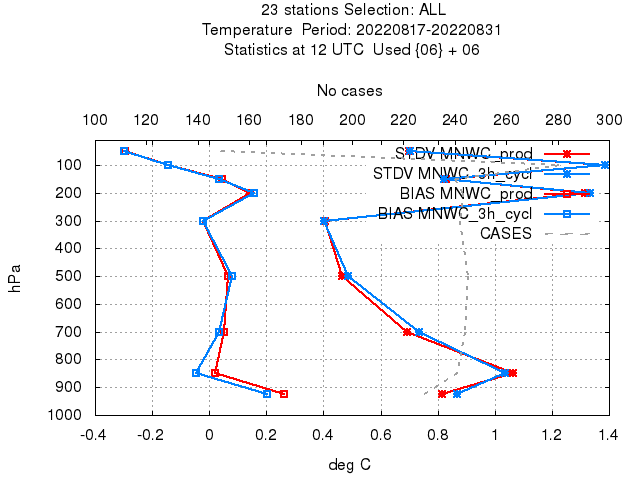 23 stations Selection: ALL
Temperature  Period: 20220817-20220831
Statistics at 12 UTC  Used {06} + 06
No cases
100 120 140 160 180 200 220 240 260 280 300
STDV MNWC_prod
STDV MNWC_3h_cycl
BIAS MNWC_prod
BIAS MNWC_3h_cycl
CASES
hPa
100
200
300
400
500
600
700
800
900
1000
-0.4 -0.2 0 0.2 0.4 0.6 0.8 1 1.2 1.4
deg C